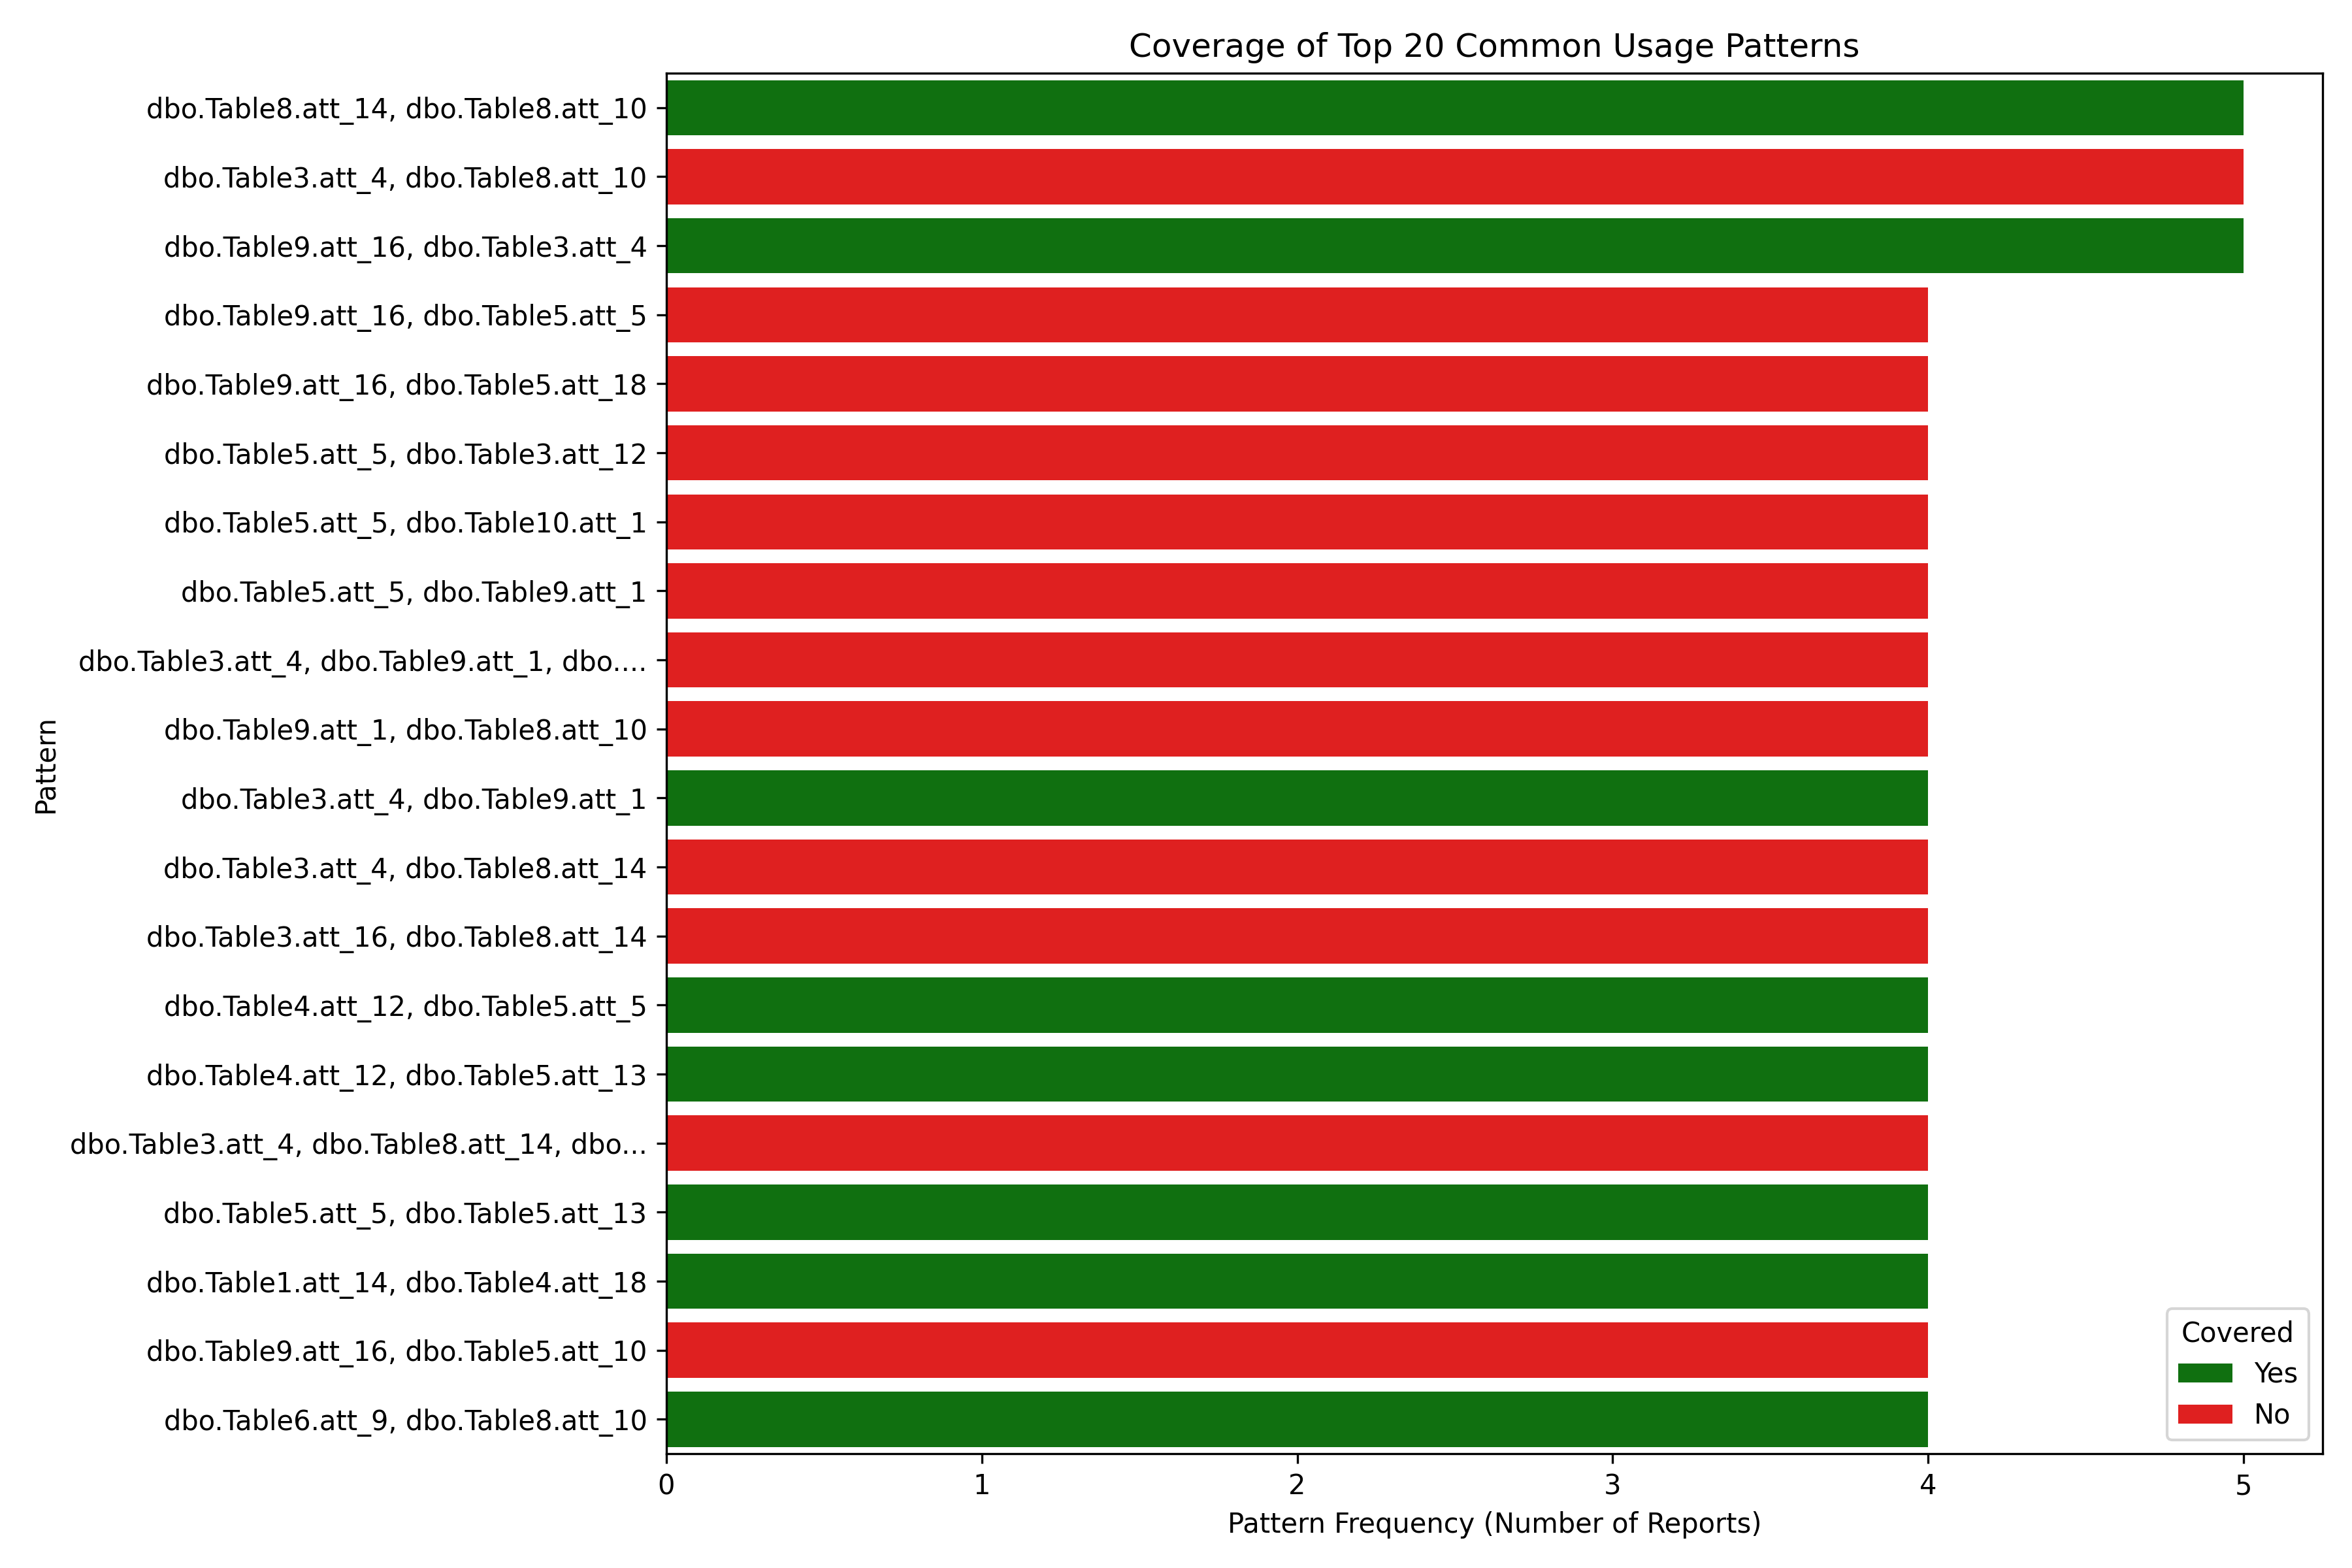 Coverage of Top 20 Common Usage Patterns
dbo.Table8.att_14, dbo.Table8.att_10
dbo.Table3.att_4, dbo.Table8.att_10
dbo.Table9.att_16, dbo.Table3.att_4
dbo.Table9.att_16, dbo.Table5.att_5
dbo.Table9.att_16, dbo.Table5.att_18
dbo.Table5.att_5, dbo.Table3.att_12
dbo.Table5.att_5, dbo.Table10.att_1
dbo.Table5.att_5, dbo.Table9.att_1
dbo.Table3.att_4, dbo.Table9.att_1, dbo....
dbo.Table9.att_1, dbo.Table8.att_10
dbo.Table3.att_4, dbo.Table9.att_1
dbo.Table3.att_4, dbo.Table8.att_14
dbo.Table3.att_16, dbo.Table8.att_14
dbo.Table4.att_12, dbo.Table5.att_5
dbo.Table4.att_12, dbo.Table5.att_13
dbo.Table3.att_4, dbo.Table8.att_14, dbo...
dbo.Table5.att_5, dbo.Table5.att_13
dbo.Table1.att_14, dbo.Table4.att_18
dbo.Table9.att_16, dbo.Table5.att_10
dbo.Table6.att_9, dbo.Table8.att_10
Pattern
Covered
Yes
No
0 1 2 3 4 5
Pattern Frequency (Number of Reports)